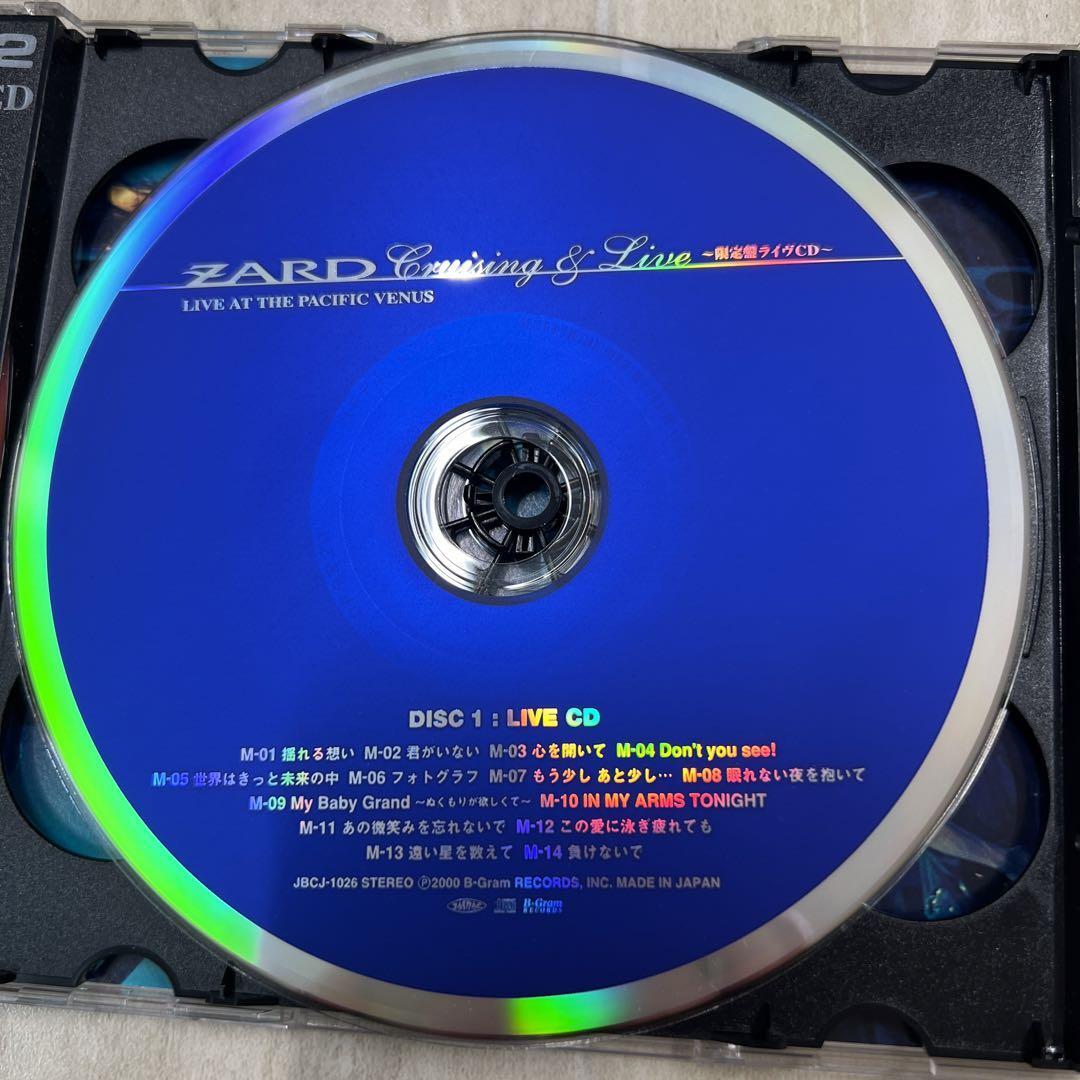 2
CD
ZARD Cruising & Live ~限定盤ライヴCD~
LIVE AT THE PACIFIC VENUS
DISC 1 : LIVE CD
M-01 揺れる想い M-02 君がいない M-03 心を開いて M-04 Don't you see!
M-05 世界はきっと未来の中 M-06 フォトグラフ M-07 もう少し あと少し… M-08 眠れない夜を抱いて
M-09 My Baby Grand ~ぬくもりが欲しくて~ M-10 IN MY ARMS TONIGHT
M-11 あの微笑みを忘れないで M-12 この愛に泳ぎ疲れても
M-13 遠い星を数えて M-14 負けないで
JBCJ-1026 STEREO Ⓟ2000 B-Gram RECORDS, INC. MADE IN JAPAN
B-Gram
RECORDS